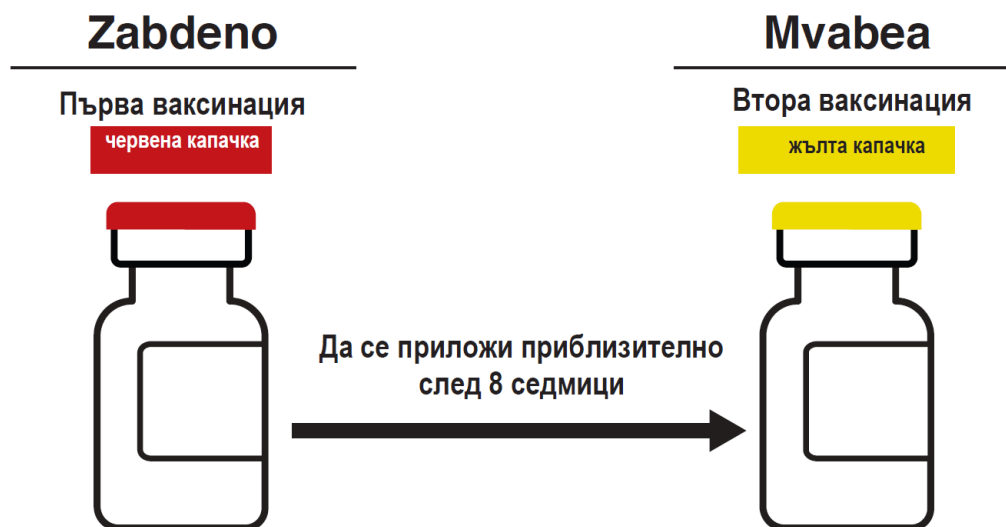 Zabdeno
Първа ваксинация
червена капачка
Mvabea
Втора ваксинация
жълта капачка
Да се приложи приблизително
след 8 седмици